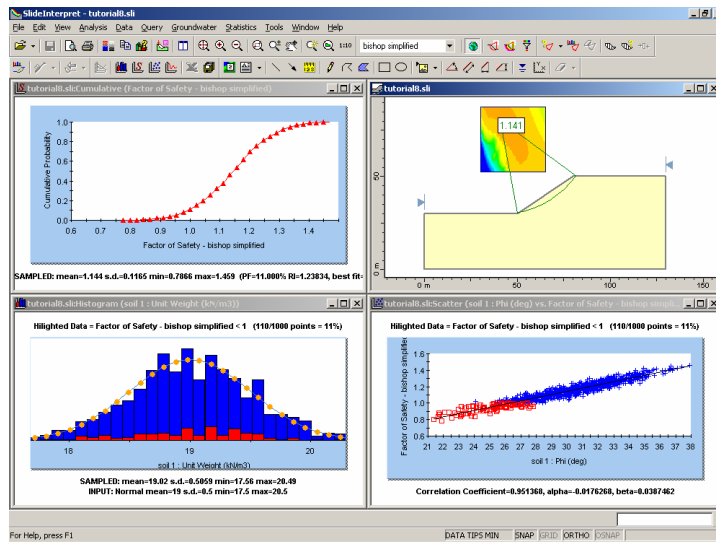 SlideInterpret - tutorial8.sli
File Edit View Analysis Data Query Groundwater Statistics Tools Window Help
1:10 bishop simplified
tutorial8.sli:Cumulative (Factor of Safety - bishop simplified)
Cumulative Probability
1.0
0.8
0.6
0.4
0.2
0.0
0.6 0.7 0.8 0.9 1.0 1.1 1.2 1.3 1.4
Factor of Safety - bishop simplified
SAMPLED: mean=1.144 s.d.=0.1165 min=0.7866 max=1.459 (PF=11.000% RI=1.23834, best fit=
tutorial8.sli
1.141
50
0 m
0 m 50 100 150
tutorial8.sli:Histogram (soil 1 : Unit Weight (kN/m3))
Hilighted Data = Factor of Safety - bishop simplified < 1 (110/1000 points = 11%)
18 19 20
soil 1 : Unit Weight (kN/m3)
SAMPLED: mean=19.02 s.d.=0.5059 min=17.56 max=20.49
INPUT: Normal mean=19 s.d.=0.5 min=17.5 max=20.5
tutorial8.sli:Scatter (soil 1 : Phi (deg) vs. Factor of Safety - bishop simpli
Hilighted Data = Factor of Safety - bishop simplified < 1 (110/1000 points = 11%)
Factor of Safety - bishop simplified
1.6
1.4
1.2
1.0
0.8
0.6
21 22 23 24 25 26 27 28 29 30 31 32 33 34 35 36 37 38
soil 1 : Phi (deg)
Correlation Coefficient=0.951368, alpha=-0.0176268, beta=0.0387462
For Help, press F1
DATA TIPS MIN SNAP GRID ORTHO OSNAP